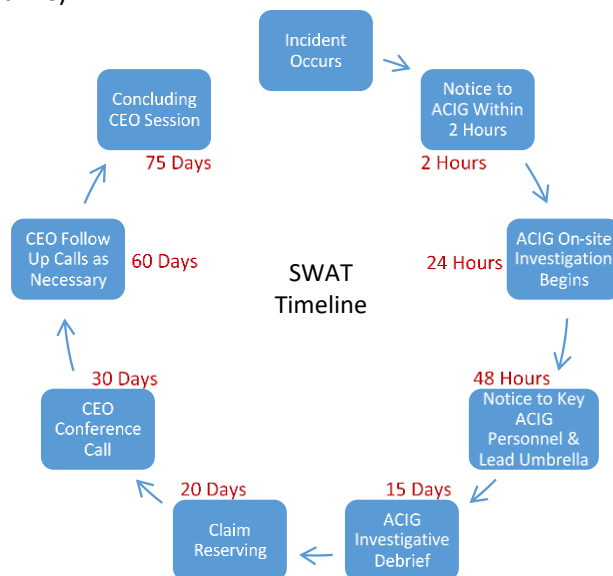 Incident
Occurs
Notice to
ACIG Within
2 Hours
2 Hours
ACIG On-site
Investigation
Begins
24 Hours
48 Hours
Notice to Key
ACIG
Personnel &
Lead Umbrella
15 Days
ACIG
Investigative
Debrief
20 Days
Claim
Reserving
30 Days
CEO
Conference
Call
CEO Follow
Up Calls as
Necessary
60 Days
Concluding
CEO Session
75 Days
SWAT
Timeline